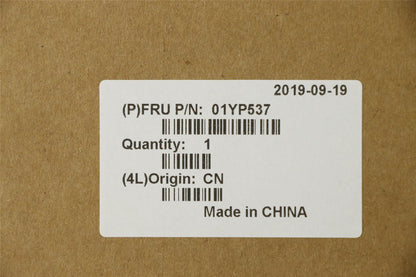 2019-09-19
(P)FRU P/N: 01YP537
Quantity: 1
(4L)Origin: CN
Made in CHINA